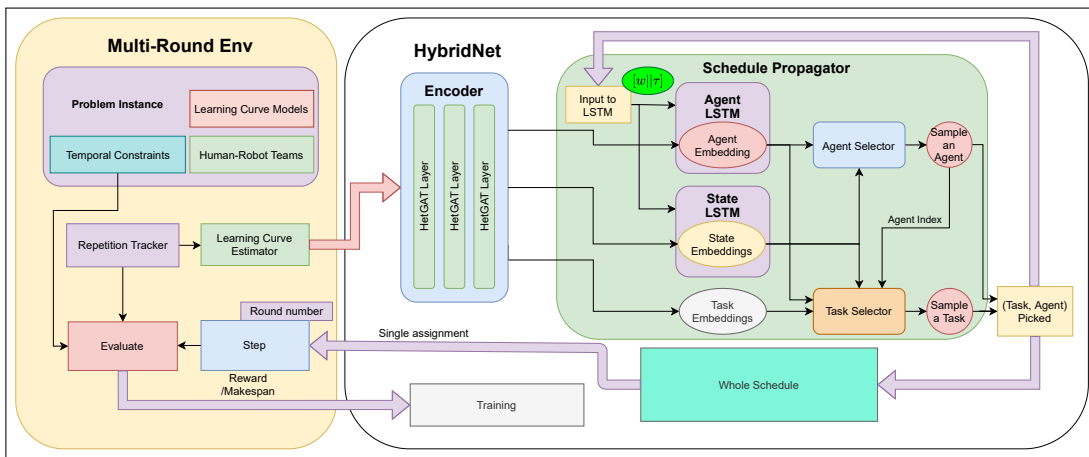 Multi-Round Env
Problem Instance
Learning Curve Models
Temporal Constraints
Human-Robot Teams
Repetition Tracker
Learning Curve
Estimator
Round number
Evaluate
Step
Reward
/Makespan
HybridNet
Encoder
HetGAT Layer
HetGAT Layer
HetGAT Layer
Schedule Propagator
[w||τ]
Input to
LSTM
Agent
LSTM
Agent
Embedding
Agent Selector
Sample
an
Agent
State
LSTM
State
Embeddings
Agent Index
Task
Embeddings
Task Selector
Sample
a Task
(Task, Agent)
Picked
Single assignment
Whole Schedule
Training